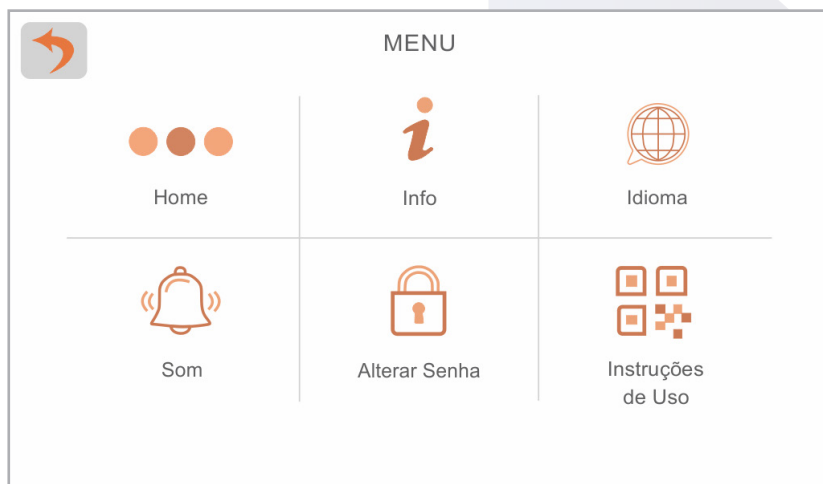 MENU
Home
Info
Idioma
Som
Alterar Senha
Instruções
de Uso